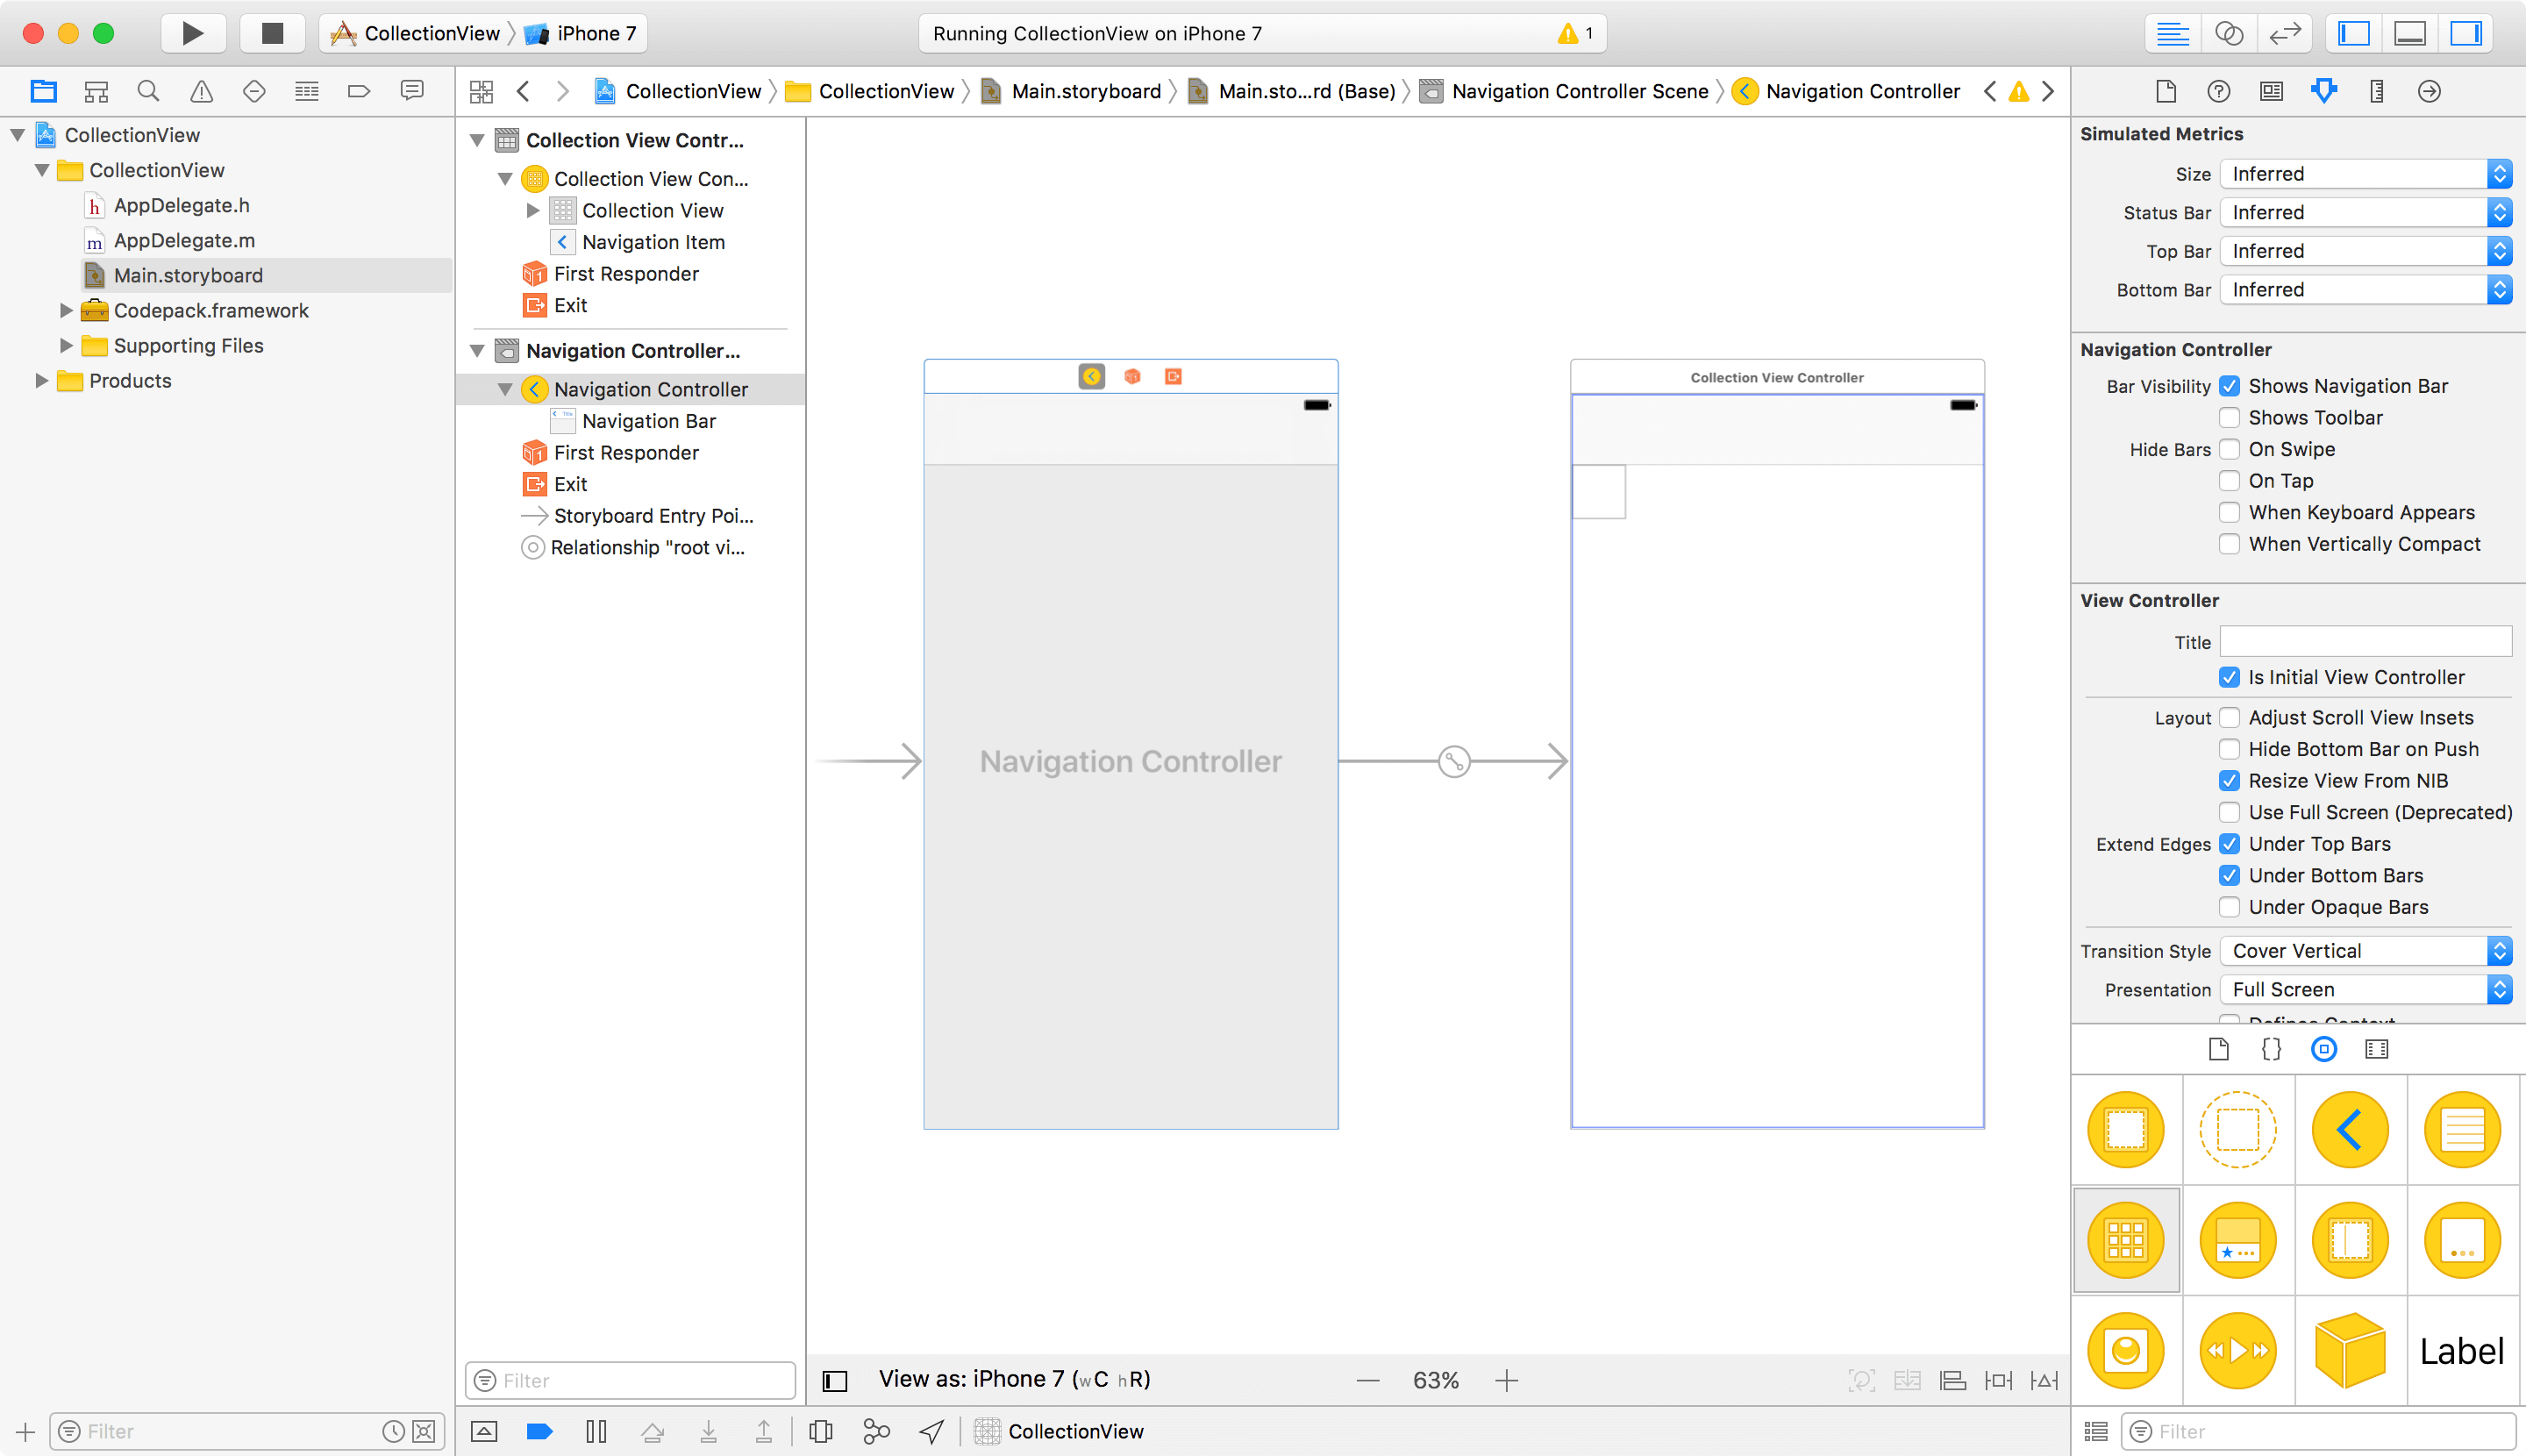 CollectionView iPhone 7
Running CollectionView on iPhone 7
1
CollectionView
CollectionView
AppDelegate.h
AppDelegate.m
Main.storyboard
Codepack.framework
Supporting Files
Products
Filter
CollectionView CollectionView Main.storyboard Main.sto...rd (Base) Navigation Controller Scene Navigation Controller
Collection View Contr...
Collection View Con...
Collection View
Navigation Item
First Responder
Exit
Navigation Controller...
Navigation Controller
Navigation Bar
First Responder
Exit
Storyboard Entry Poi...
Relationship "root vi...
Filter
Navigation Controller
Collection View Controller
View as: iPhone 7 (wC hR)
63%
CollectionView
Simulated Metrics
Size Inferred
Status Bar Inferred
Top Bar Inferred
Bottom Bar Inferred
Navigation Controller
Bar Visibility Shows Navigation Bar
Shows Toolbar
Hide Bars On Swipe
On Tap
When Keyboard Appears
When Vertically Compact
View Controller
Title
Is Initial View Controller
Layout Adjust Scroll View Insets
Hide Bottom Bar on Push
Resize View From NIB
Use Full Screen (Deprecated)
Extend Edges Under Top Bars
Under Bottom Bars
Under Opaque Bars
Transition Style Cover Vertical
Presentation Full Screen
Label
Filter